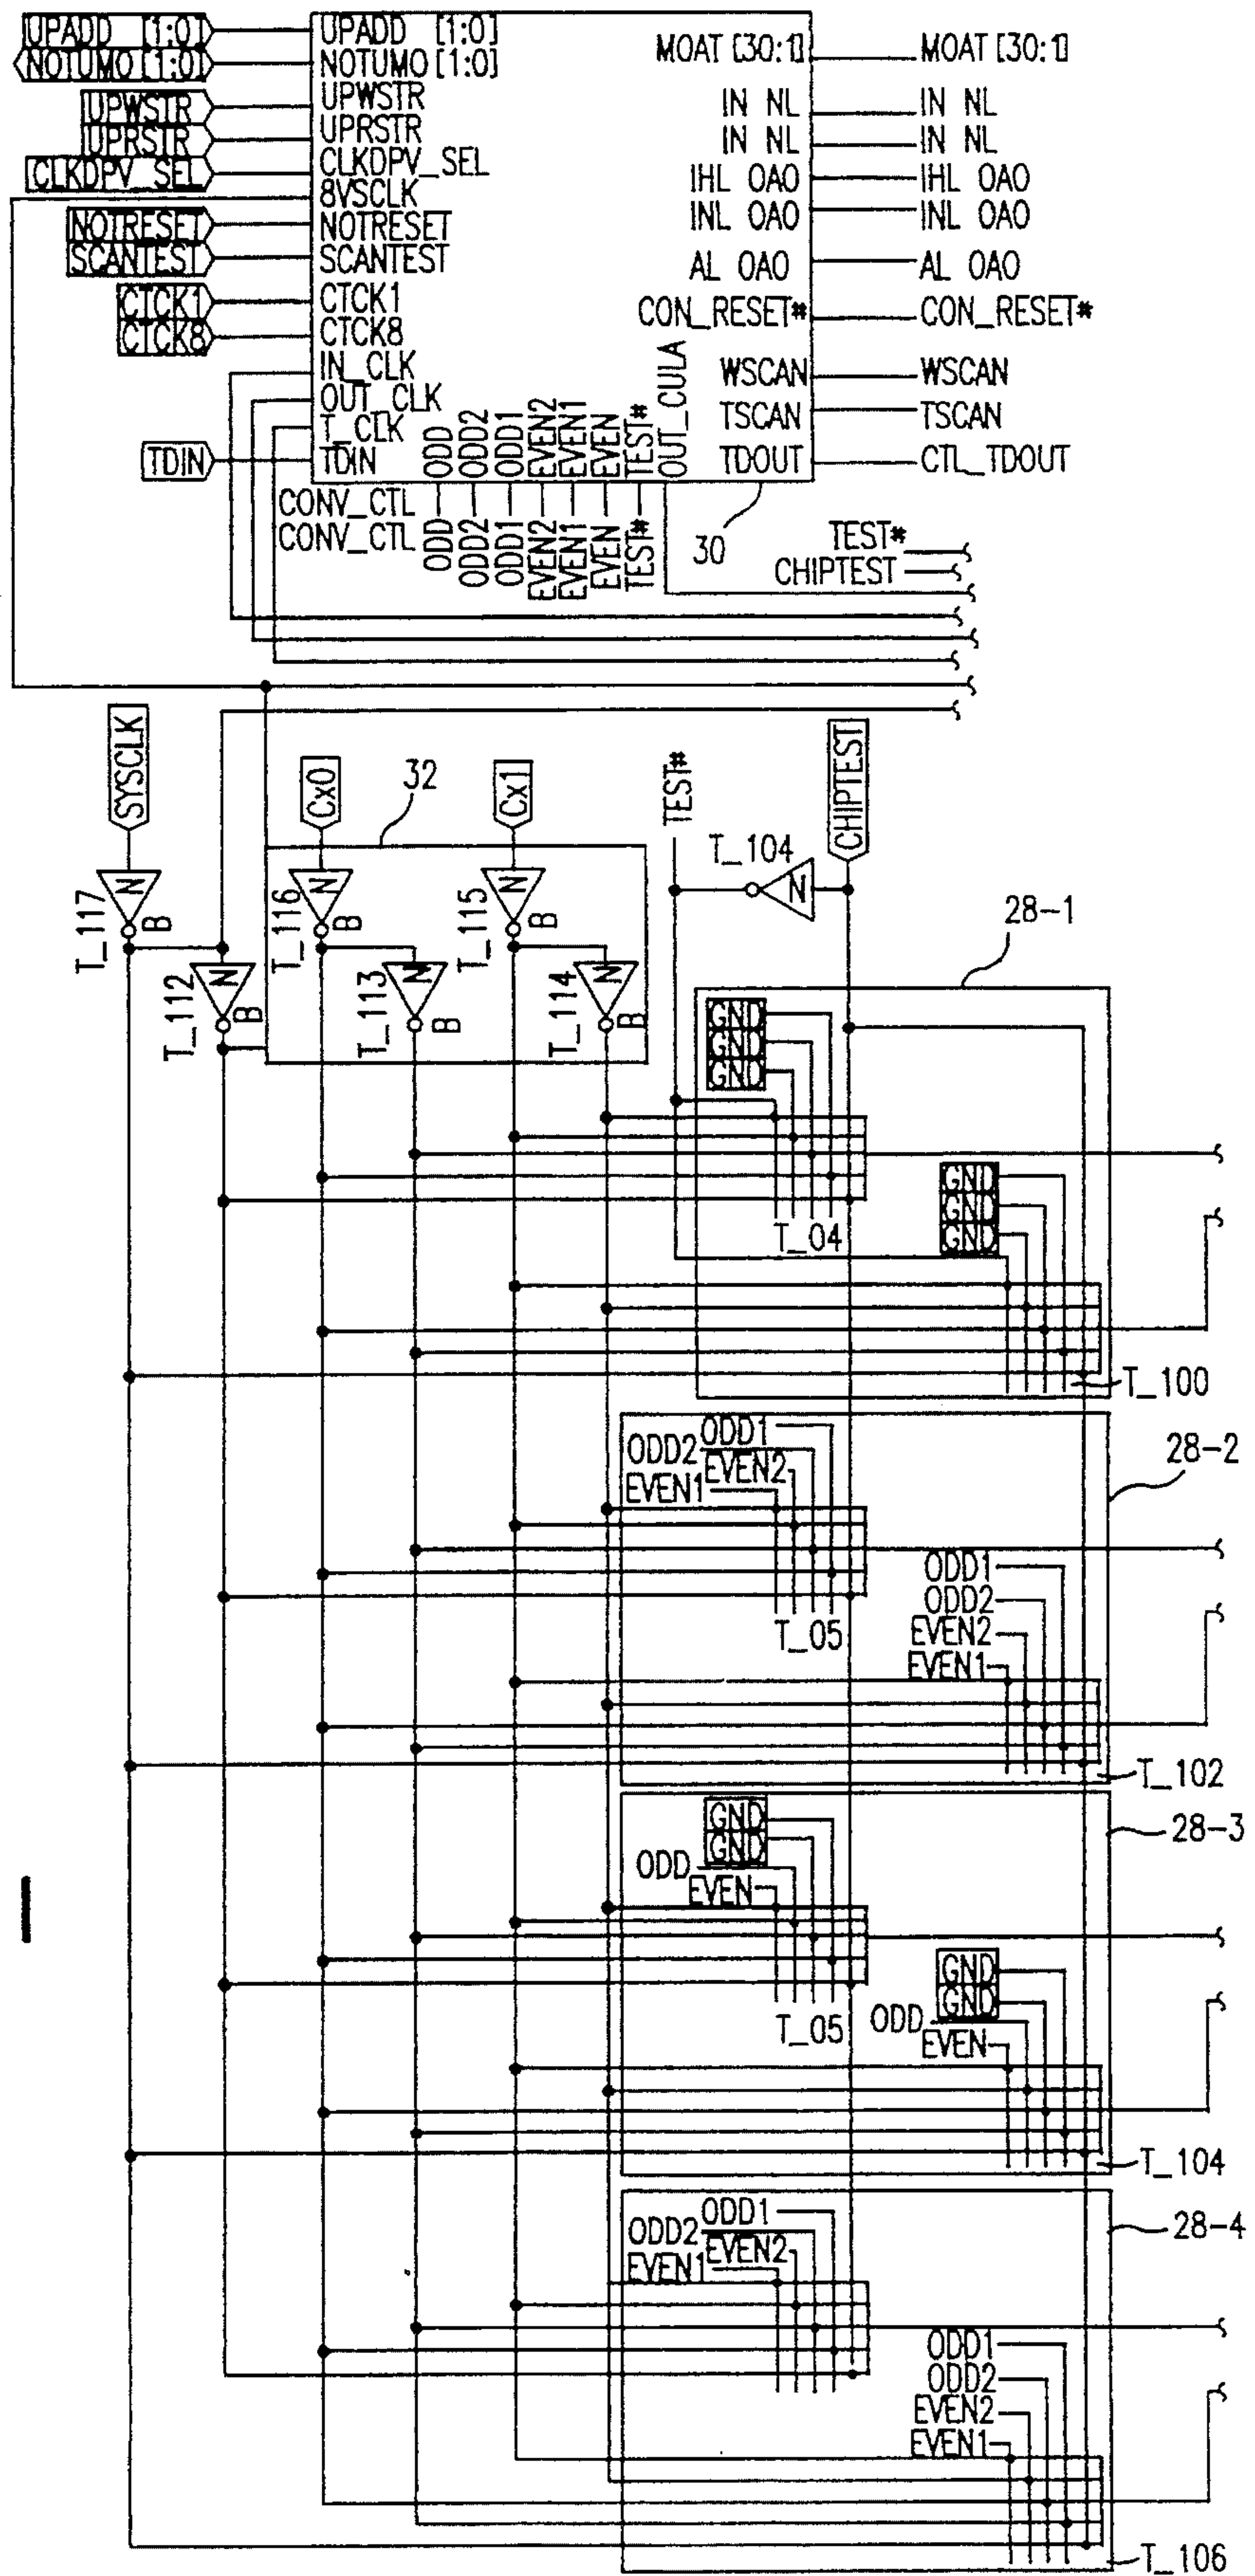 UPADD [1:0]
NOTUMO [1:0]
UPWSTR
UPRSTR
CLKDPV_SEL
NOTRESET
SCANTEST
CTCK1
CTCK8
TDIN
UPADD [1:0]
NOTUMO [1:0]
UPWSTR
UPRSTR
CLKDPV_SEL
8VSCLK
NOTRESET
SCANTEST
CTCK1
CTCK8
IN_CLK
OUT_CLK
T_CLK
TDIN
MOAT [30:1]
IN NL
IN NL
IHL OAO
INL OAO
AL OAO
CON_RESET*
WSCAN
TSCAN
TDOUT
MOAT [30:1]
IN NL
IN NL
IHL OAO
INL OAO
AL OAO
CON_RESET*
WSCAN
TSCAN
CTL_TDOUT
ODD
ODD2
ODD1
EVEN2
EVEN1
EVEN
TEST*
OUT_CULA
CONV_CTL
CONV_CTL
ODD
ODD2
ODD1
EVEN2
EVEN1
EVEN
TEST*
30
TEST*
CHIPTEST
SYSCLK
Cx0
32
Cx1
TEST*
CHIPTEST
T_104
N
T_117
N
B
T_116
N
B
T_115
N
B
28-1
T_112
N
B
T_113
N
B
T_114
N
B
GND
GND
GND
T_04
GND
GND
GND
T_100
28-2
ODD1
ODD2
EVEN2
EVEN1
T_05
ODD1
ODD2
EVEN2
EVEN1
T_102
28-3
GND
GND
ODD
EVEN
T_05
GND
GND
ODD
EVEN
T_104
28-4
ODD1
ODD2
EVEN2
EVEN1
ODD1
ODD2
EVEN2
EVEN1
T_106